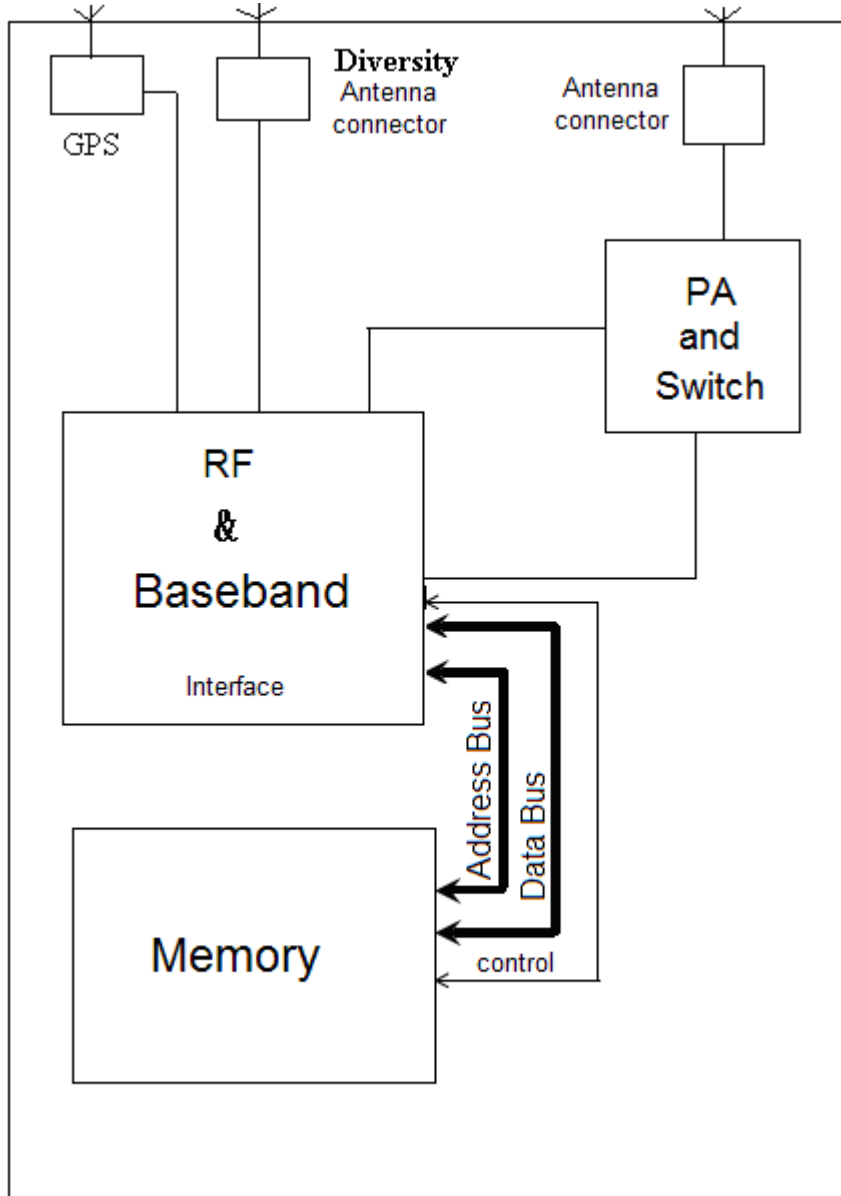 GPS
Diversity
Antenna
connector
Antenna
connector
PA
and
Switch
RF
&
Baseband
Interface
Address Bus
Data Bus
Memory
control